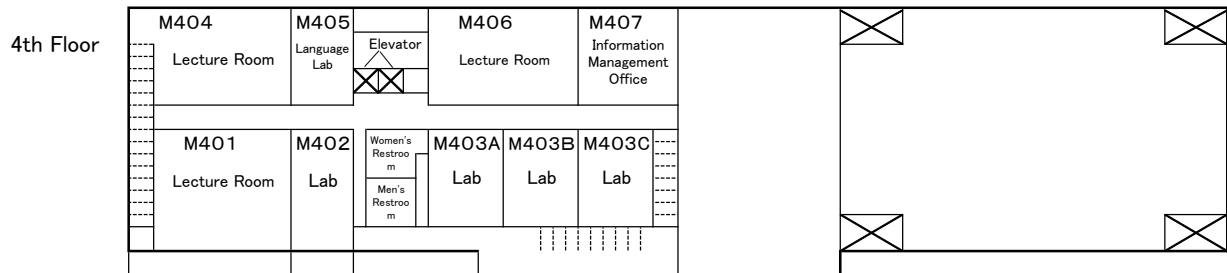 4th Floor
M404
Lecture Room
M405
Language
Lab
Elevator
M406
Lecture Room
M407
Information
Management
Office
M401
Lecture Room
M402
Lab
Women's
Restroo
m
Men's
Restroo
m
M403A
Lab
M403B
Lab
M403C
Lab